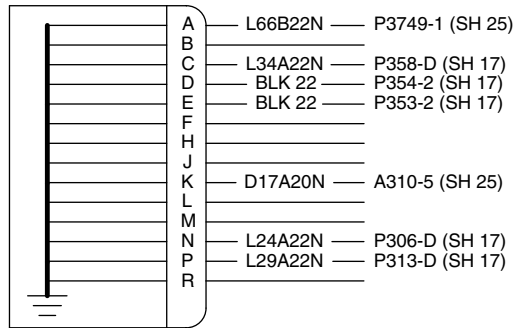 A L66B22N P3749-1 (SH 25)
B
C L34A22N P358-D (SH 17)
D BLK 22 P354-2 (SH 17)
E BLK 22 P353-2 (SH 17)
F
H
J
K D17A20N A310-5 (SH 25)
L
M
N L24A22N P306-D (SH 17)
P L29A22N P313-D (SH 17)
R